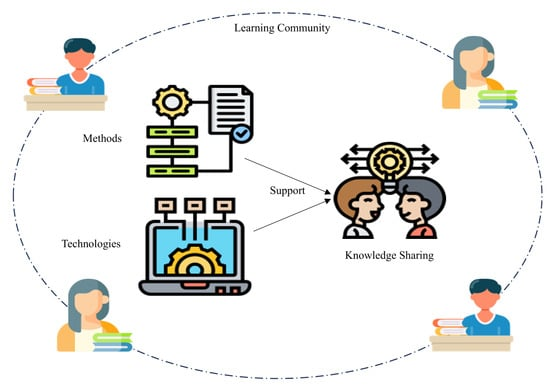 Learning Community
Methods
Support
Technologies
Knowledge Sharing